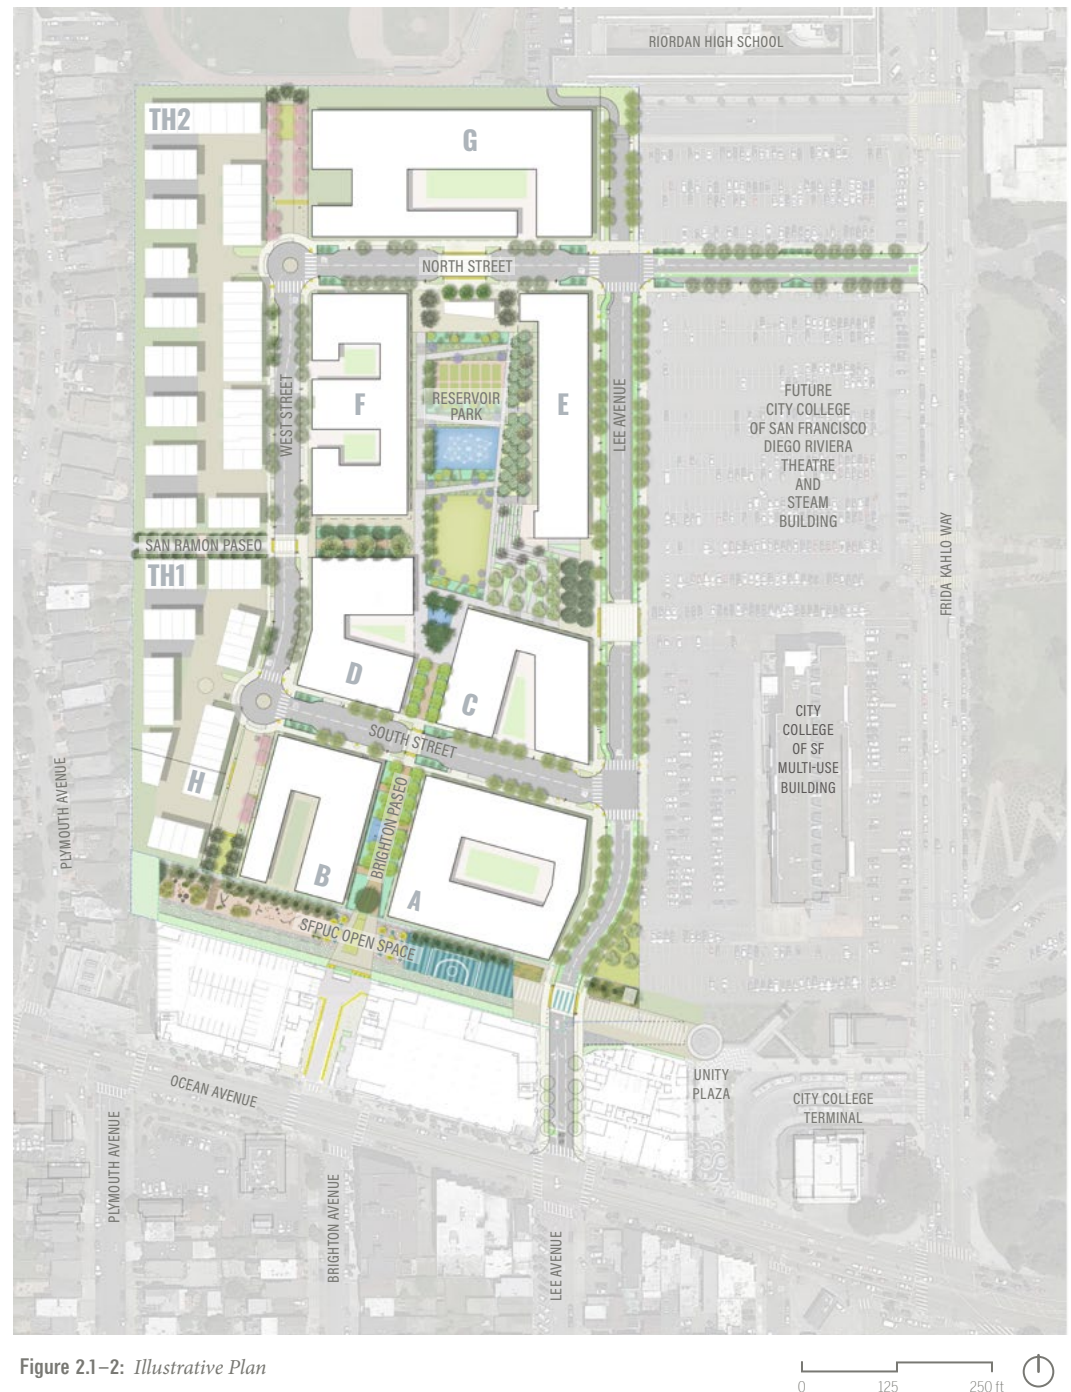 RIORDAN HIGH SCHOOL
TH2
G
NORTH STREET
WEST STREET
F
RESERVOIR
PARK
E
LEE AVENUE
FUTURE
CITY COLLEGE
OF SAN FRANCISCO
DIEGO RIVIERA
THEATRE
AND
STEAM
BUILDING
FRIDA KAHLO WAY
SAN RAMON PASEO
TH1
D
C
SOUTH STREET
CITY
COLLEGE
OF SF
MULTI-USE
BUILDING
PLYMOUTH AVENUE
H
BRIGHTON PASEO
B
A
SFPUC OPEN SPACE
OCEAN AVENUE
UNITY
PLAZA
CITY COLLEGE
TERMINAL
PLYMOUTH AVENUE
BRIGHTON AVENUE
LEE AVENUE
Figure 2.1–2: Illustrative Plan
0 125 250 ft